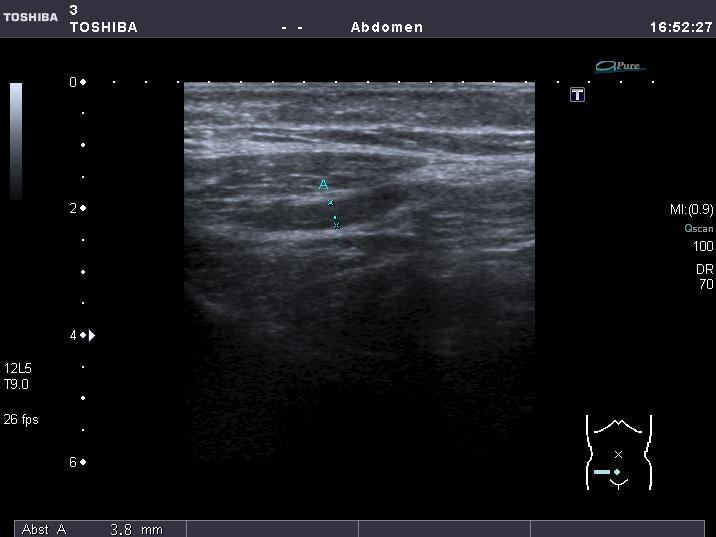 TOSHIBA
3
TOSHIBA - - Abdomen 16:52:27
aPure
T
0
A
2
MI:(0.9)
Qscan
100
DR
70
4
12L5
T9.0
26 fps
6
Abst A 3.8 mm